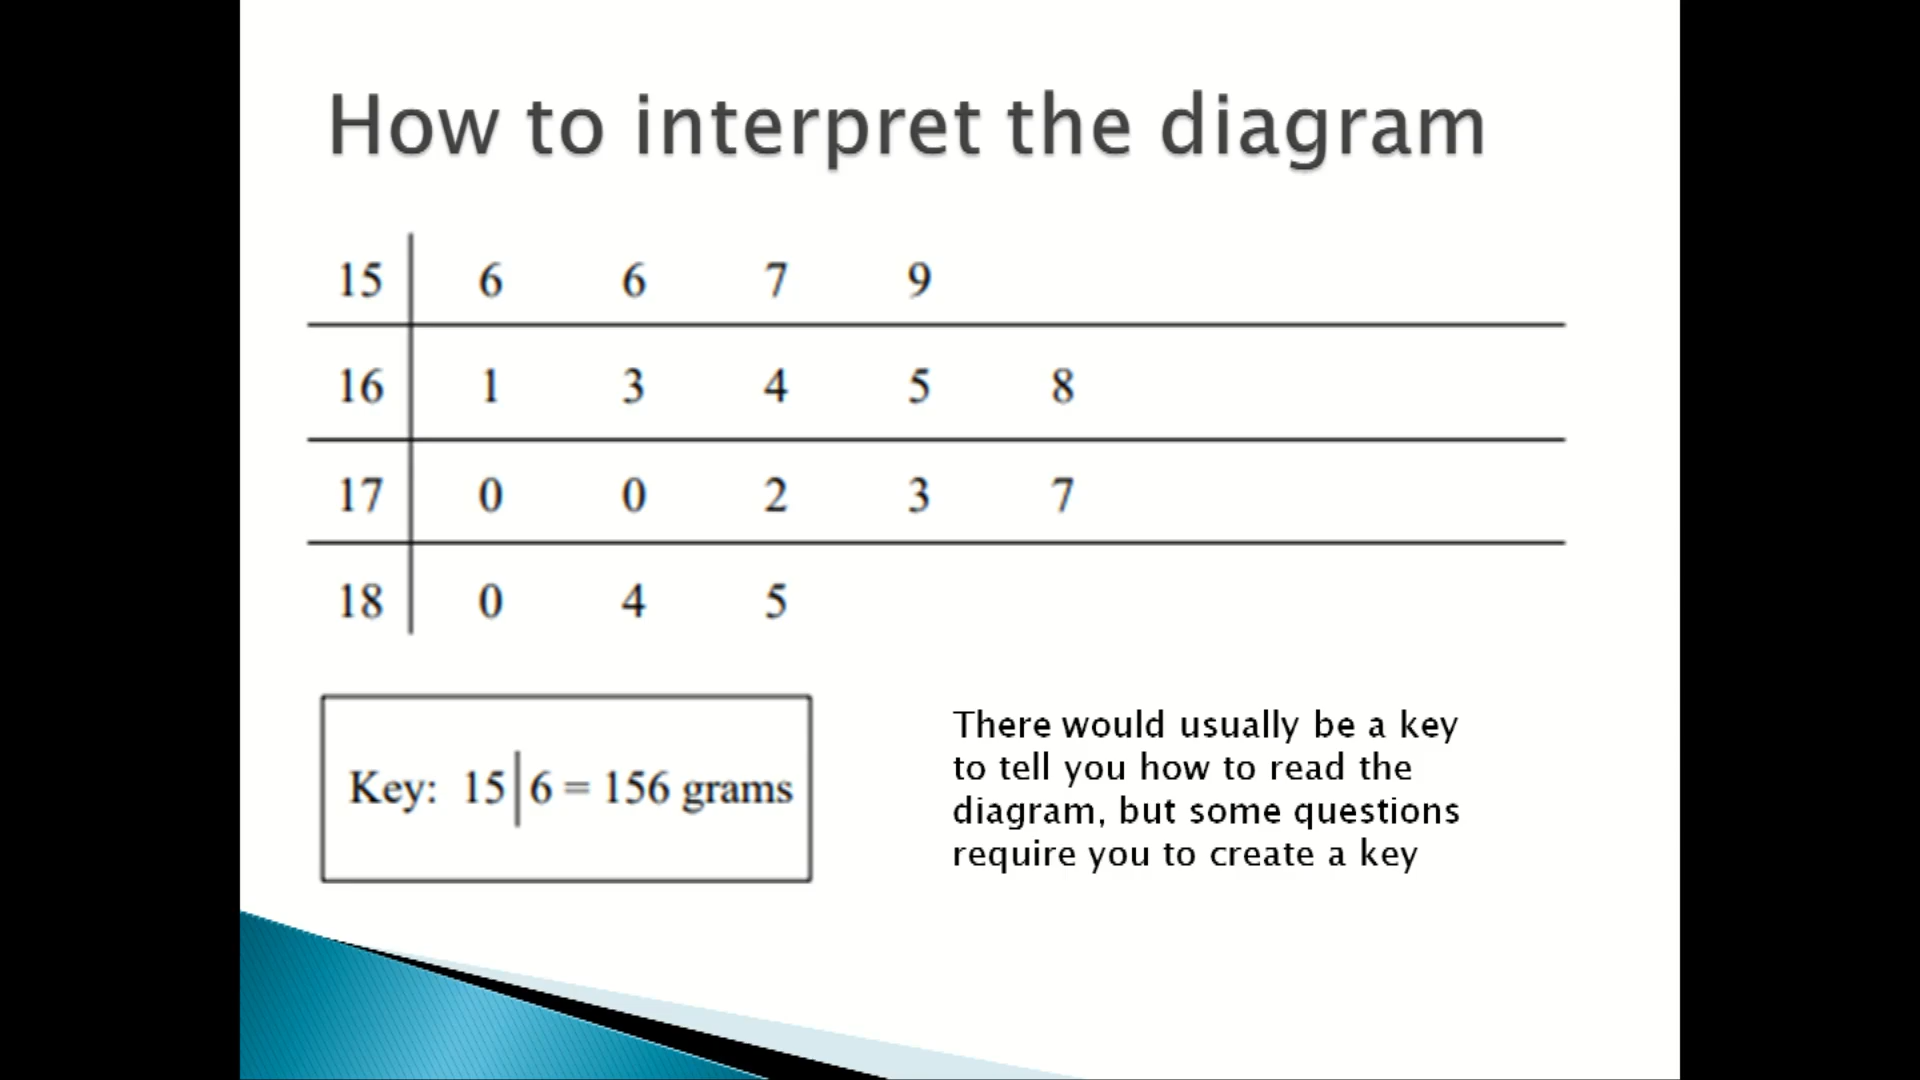 How to interpret the diagram
15 | 6 6 7 9
16 | 1 3 4 5 8
17 | 0 0 2 3 7
18 | 0 4 5
Key: 15 | 6 = 156 grams
There would usually be a key
to tell you how to read the
diagram, but some questions
require you to create a key